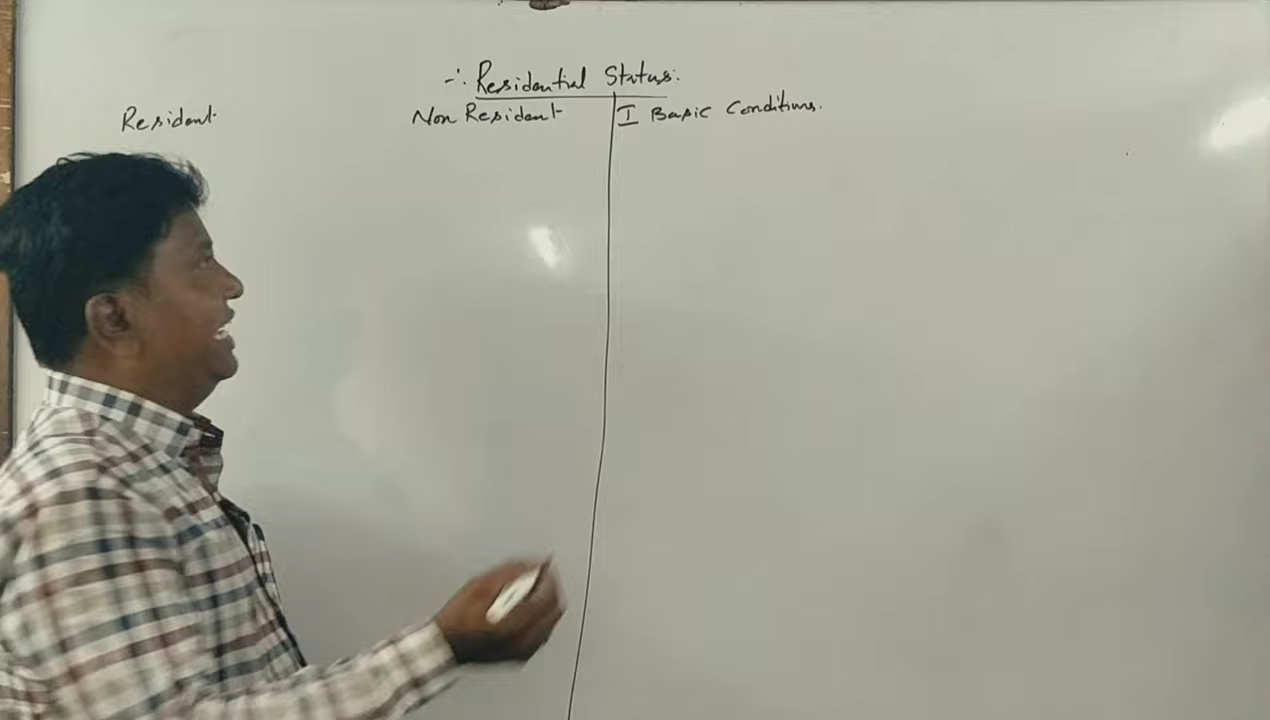 -: Residential Status:
Resident Non Resident
I Basic Conditions.